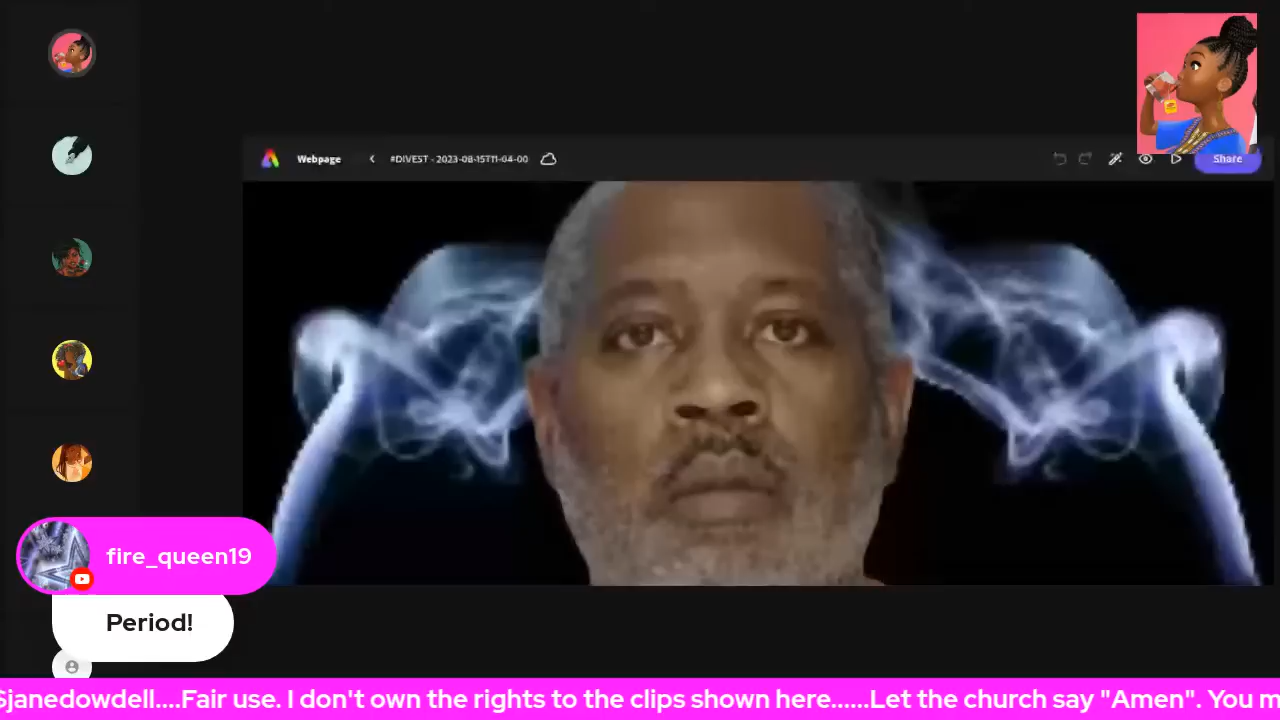 Webpage
#DIVEST - 2023-08-15T11-04-00
Share
fire_queen19
Period!
$janedowdell....Fair use. I don't own the rights to the clips shown here......Let the church say "Amen". You m